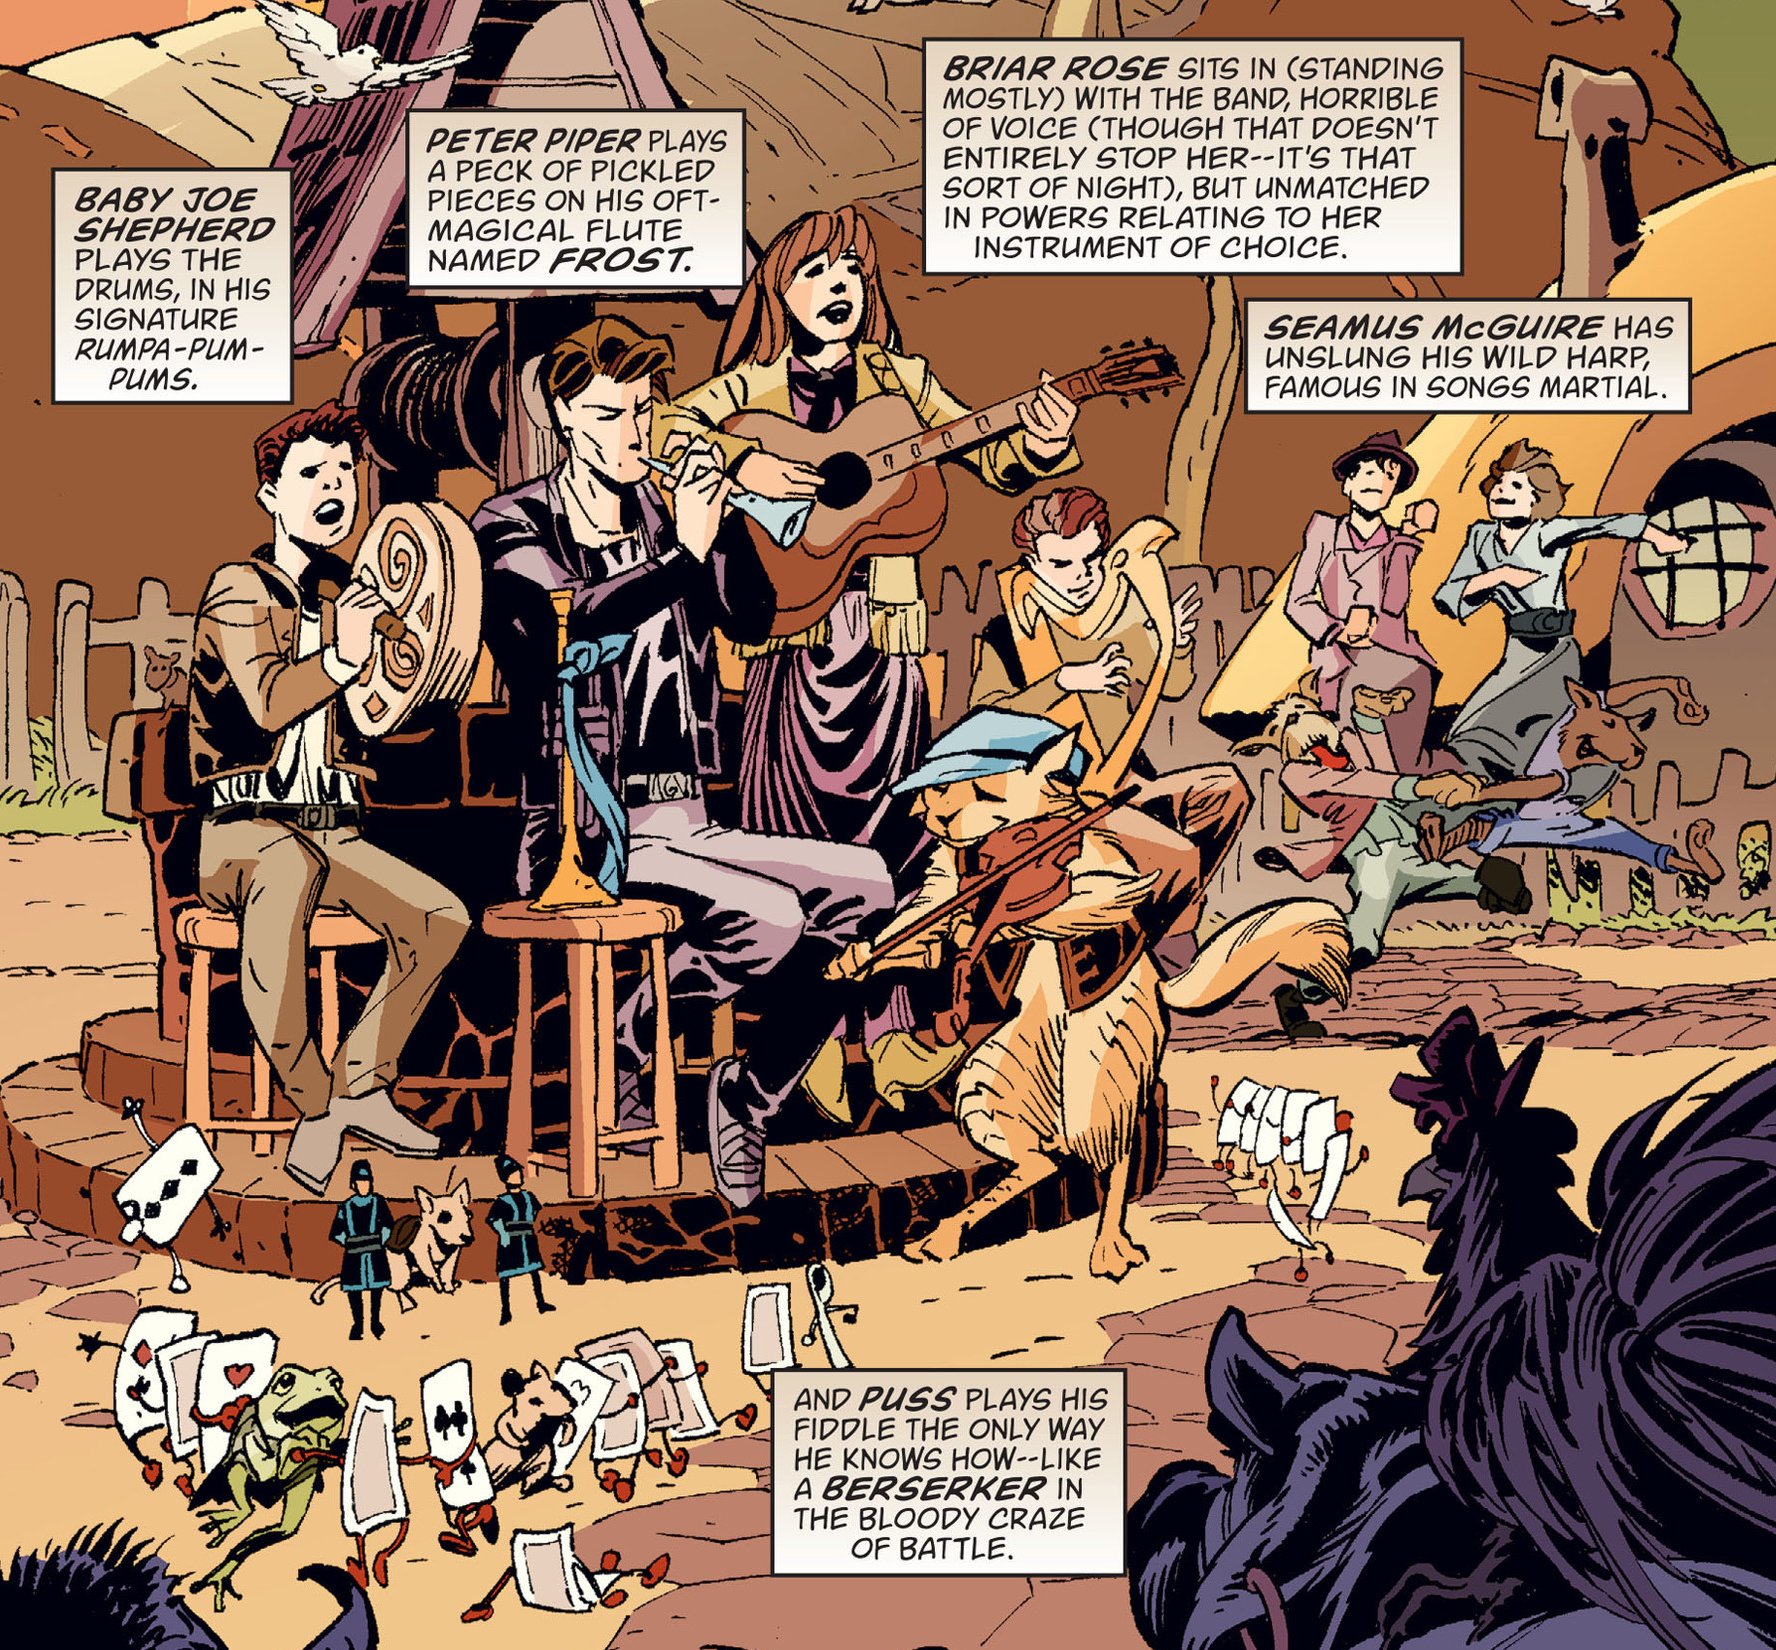 BABY JOE
SHEPHERD
PLAYS THE
DRUMS, IN HIS
SIGNATURE
RUMPA-PUM-
PUMS.
PETER PIPER PLAYS
A PECK OF PICKLED
PIECES ON HIS OFT-
MAGICAL FLUTE
NAMED FROST.
BRIAR ROSE SITS IN (STANDING
MOSTLY) WITH THE BAND, HORRIBLE
OF VOICE (THOUGH THAT DOESN'T
ENTIRELY STOP HER--IT'S THAT
SORT OF NIGHT), BUT UNMATCHED
IN POWERS RELATING TO HER
INSTRUMENT OF CHOICE.
SEAMUS McGUIRE HAS
UNSLUNG HIS WILD HARP,
FAMOUS IN SONGS MARTIAL.
AND PUSS PLAYS HIS
FIDDLE THE ONLY WAY
HE KNOWS HOW--LIKE
A BERSERKER IN
THE BLOODY CRAZE
OF BATTLE.
3